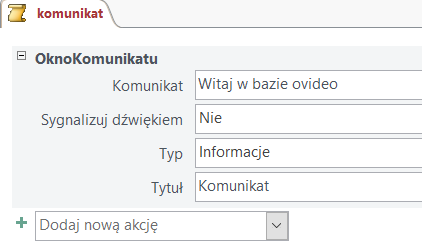 komunikat
OknoKomunikatu
Komunikat Witaj w bazie ovideo
Sygnalizuj dźwiękiem Nie
Typ Informacje
Tytuł Komunikat
Dodaj nową akcję